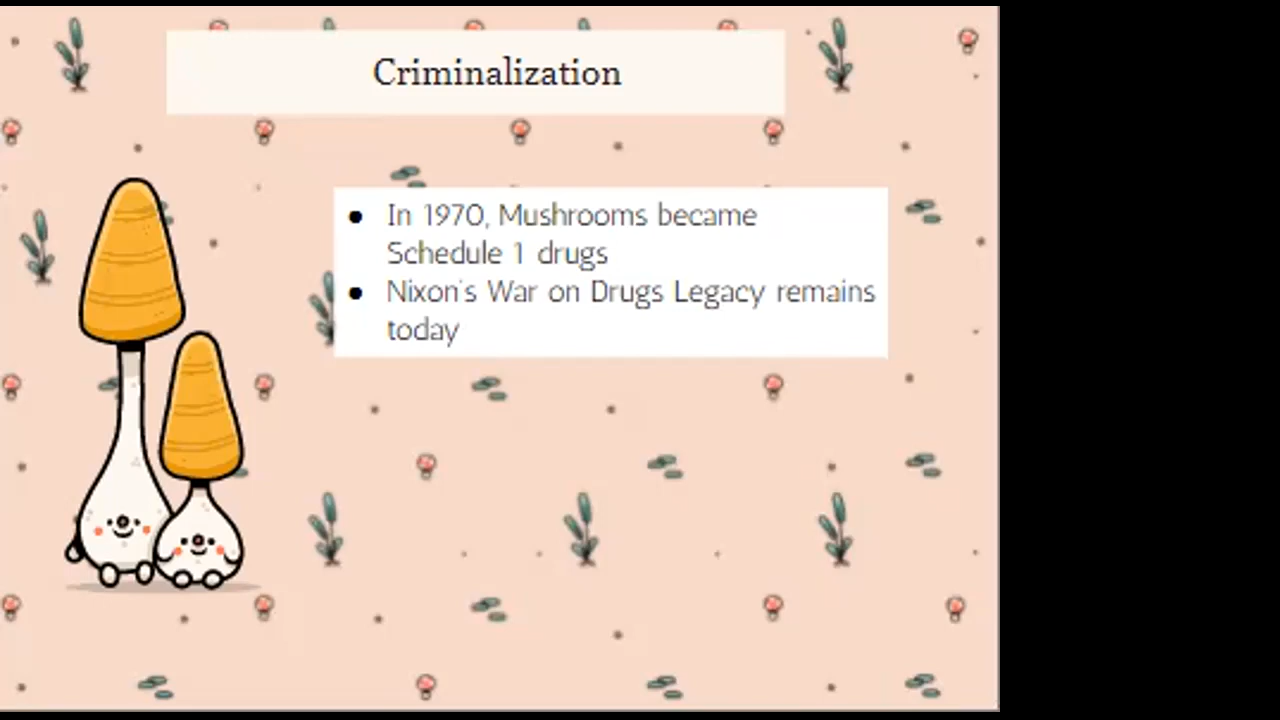 Criminalization
● In 1970, Mushrooms became
Schedule 1 drugs
● Nixon's War on Drugs Legacy remains
today